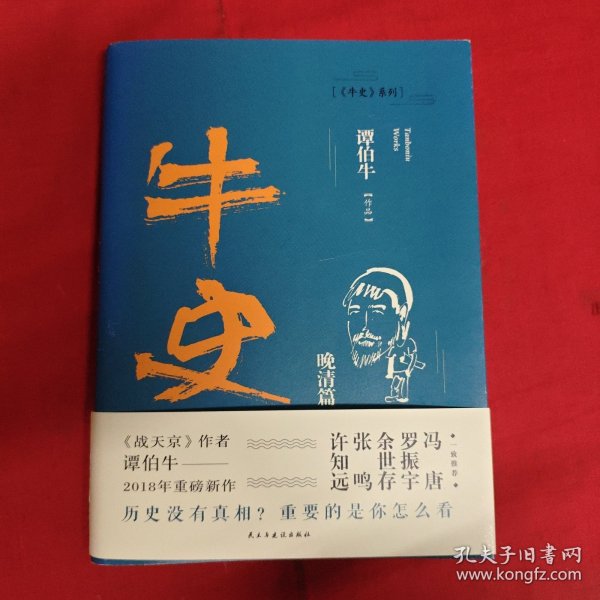 [《牛史》系列]
Tanboniu
Works
谭伯牛
【作品】
牛史
晚清篇
《战天京》作者
谭伯牛——
2018年重磅新作
冯唐
罗振宇
余世存
张鸣
许知远
◆一致推荐◆
历史没有真相？重要的是你怎么看
民主与建设出版社
孔夫子旧书网
www.kongfz.com